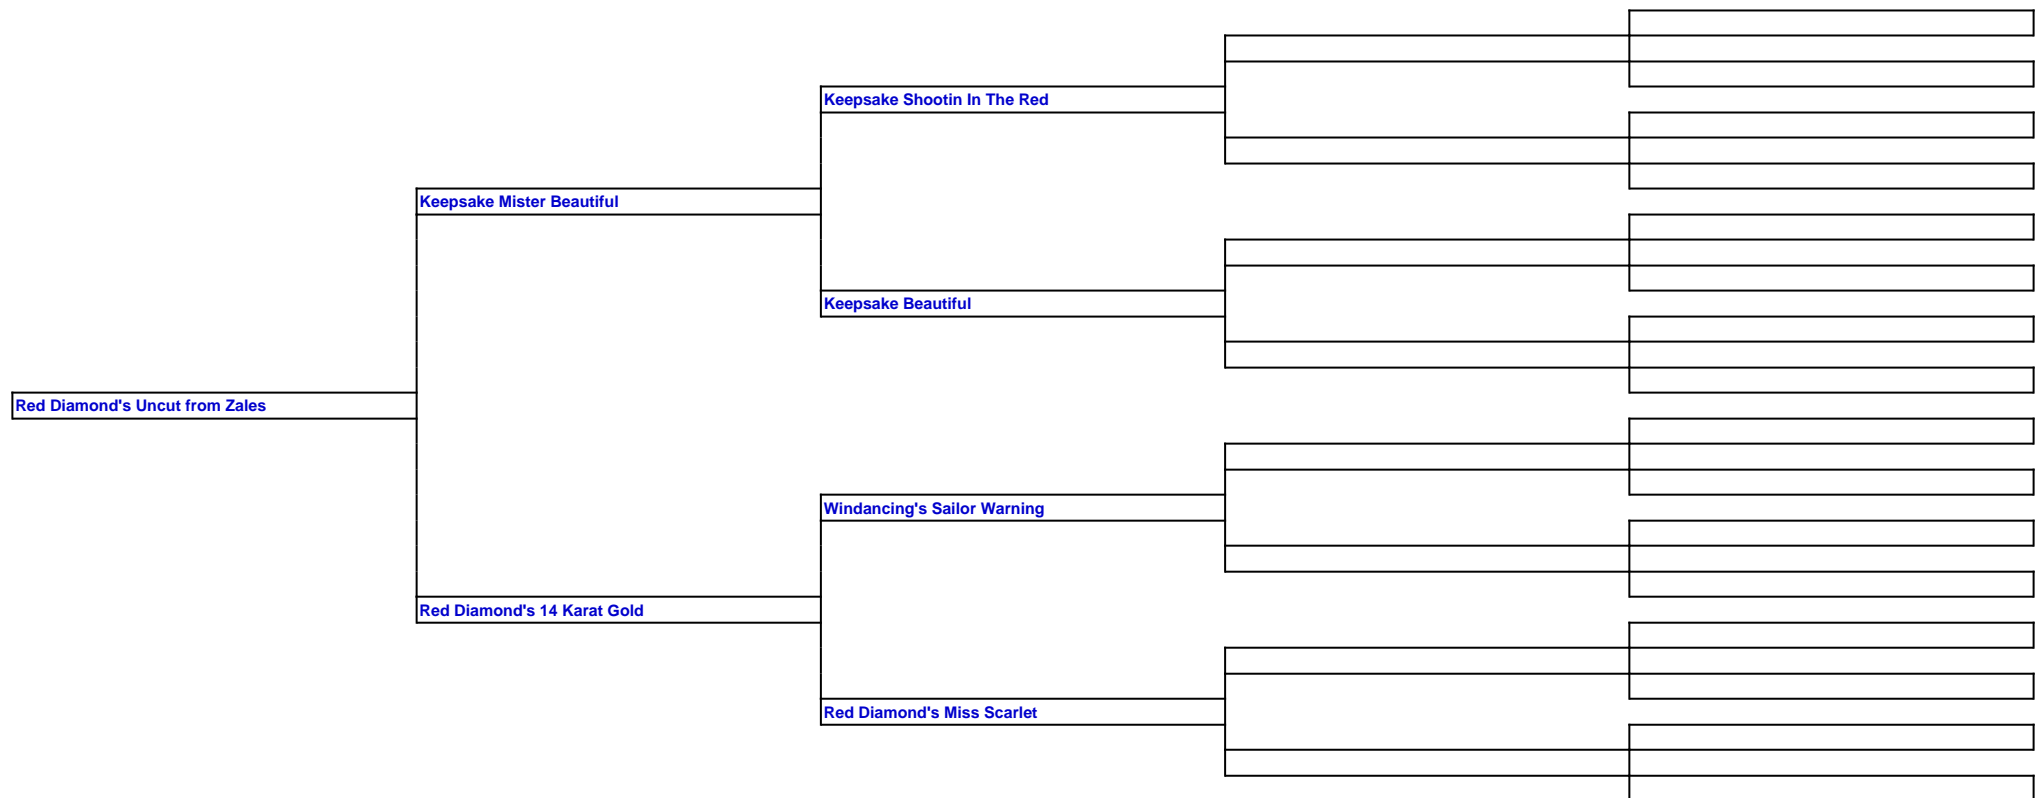 Keepsake Shootin In The Red
Keepsake Mister Beautiful
Keepsake Beautiful
Red Diamond's Uncut from Zales
Windancing's Sailor Warning
Red Diamond's 14 Karat Gold
Red Diamond's Miss Scarlet